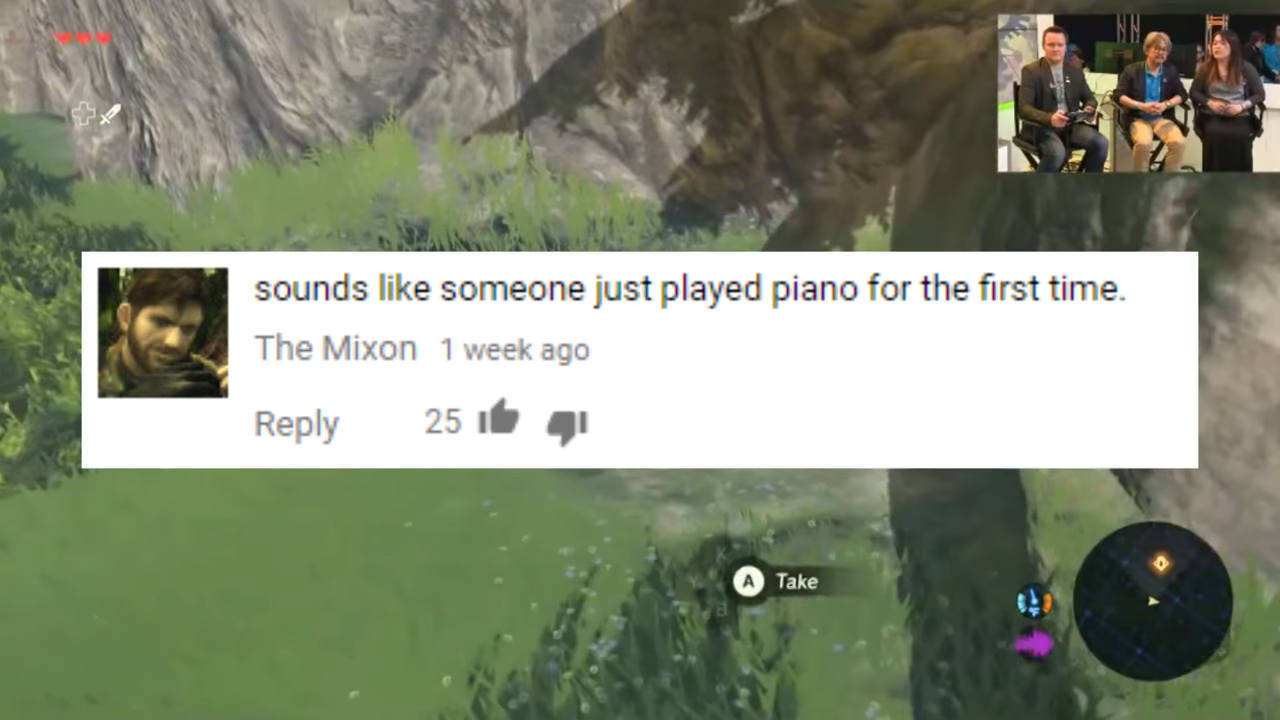 sounds like someone just played piano for the first time.
The Mixon 1 week ago
Reply 25
A Take